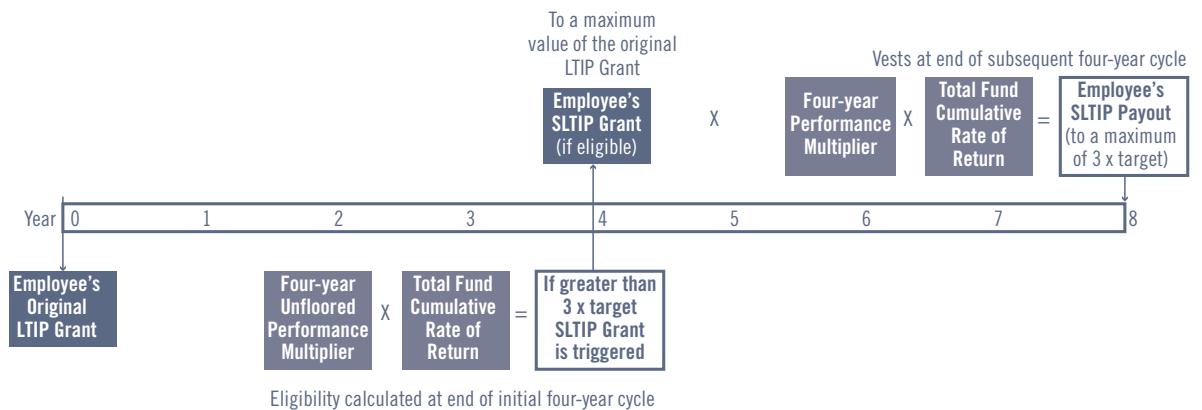 To a maximum
value of the original
LTIP Grant
Vests at end of subsequent four-year cycle
Employee's
SLTIP Grant
(if eligible)
X
Four-year
Performance
Multiplier
X
Total Fund
Cumulative
Rate of
Return
=
Employee's
SLTIP Payout
(to a maximum
of 3 x target)
Year 0 1 2 3 4 5 6 7 8
Employee's
Original
LTIP Grant
Four-year
Unfloored
Performance
Multiplier
X
Total Fund
Cumulative
Rate of
Return
=
If greater than
3 x target
SLTIP Grant
is triggered
Eligibility calculated at end of initial four-year cycle